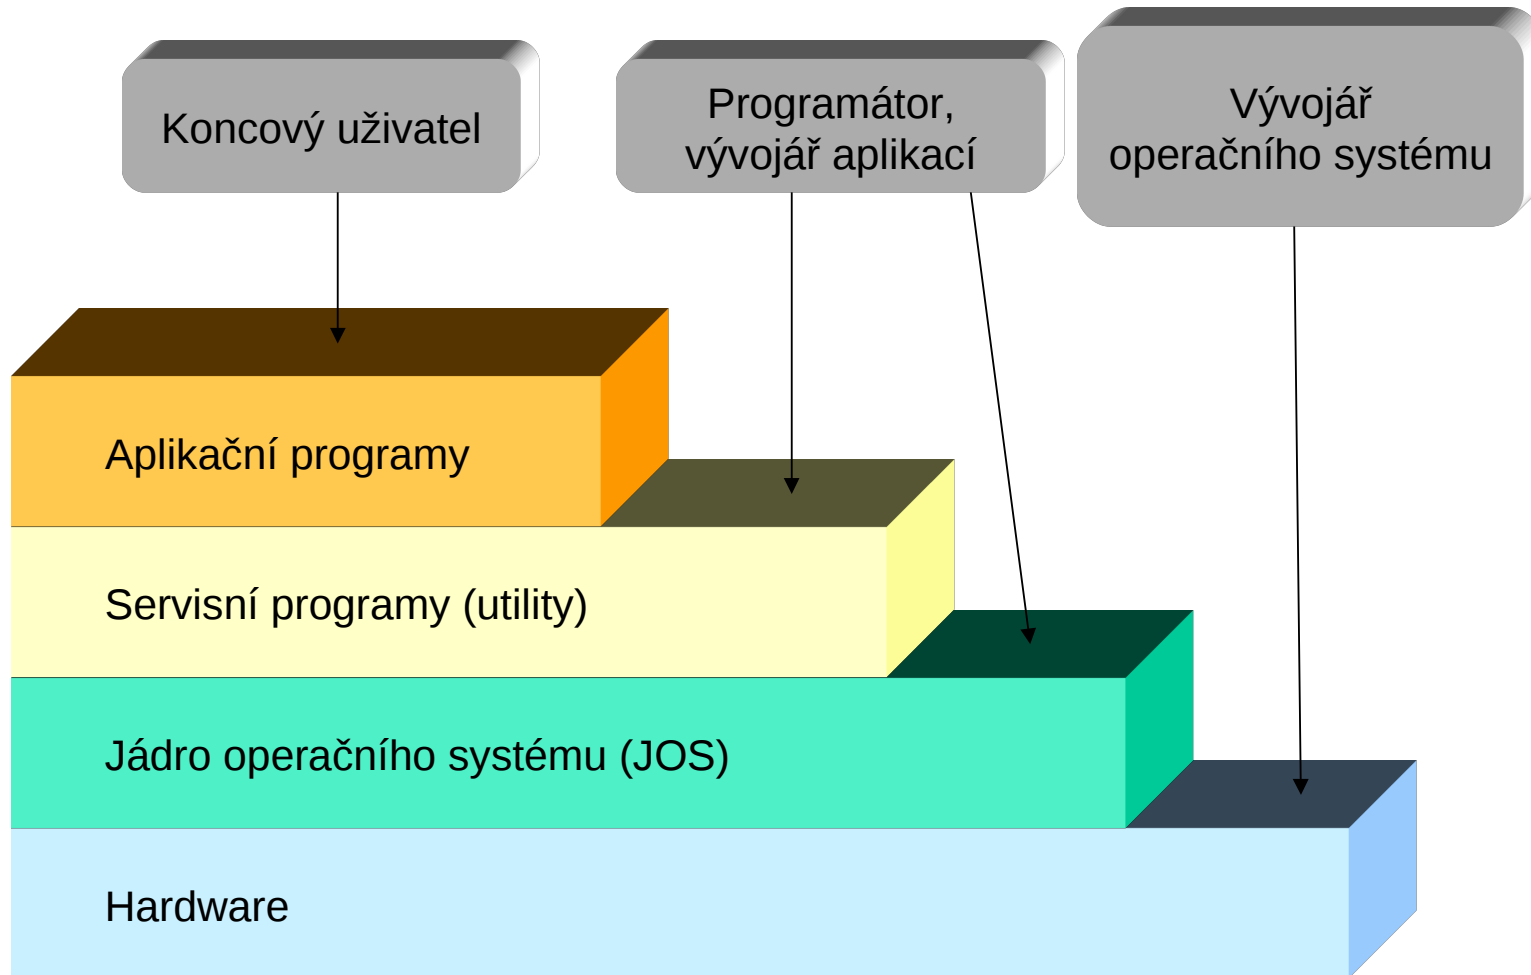 Koncový uživatel
Programátor,
vývojář aplikací
Vývojář
operačního systému
Aplikační programy
Servisní programy (utility)
Jádro operačního systému (JOS)
Hardware